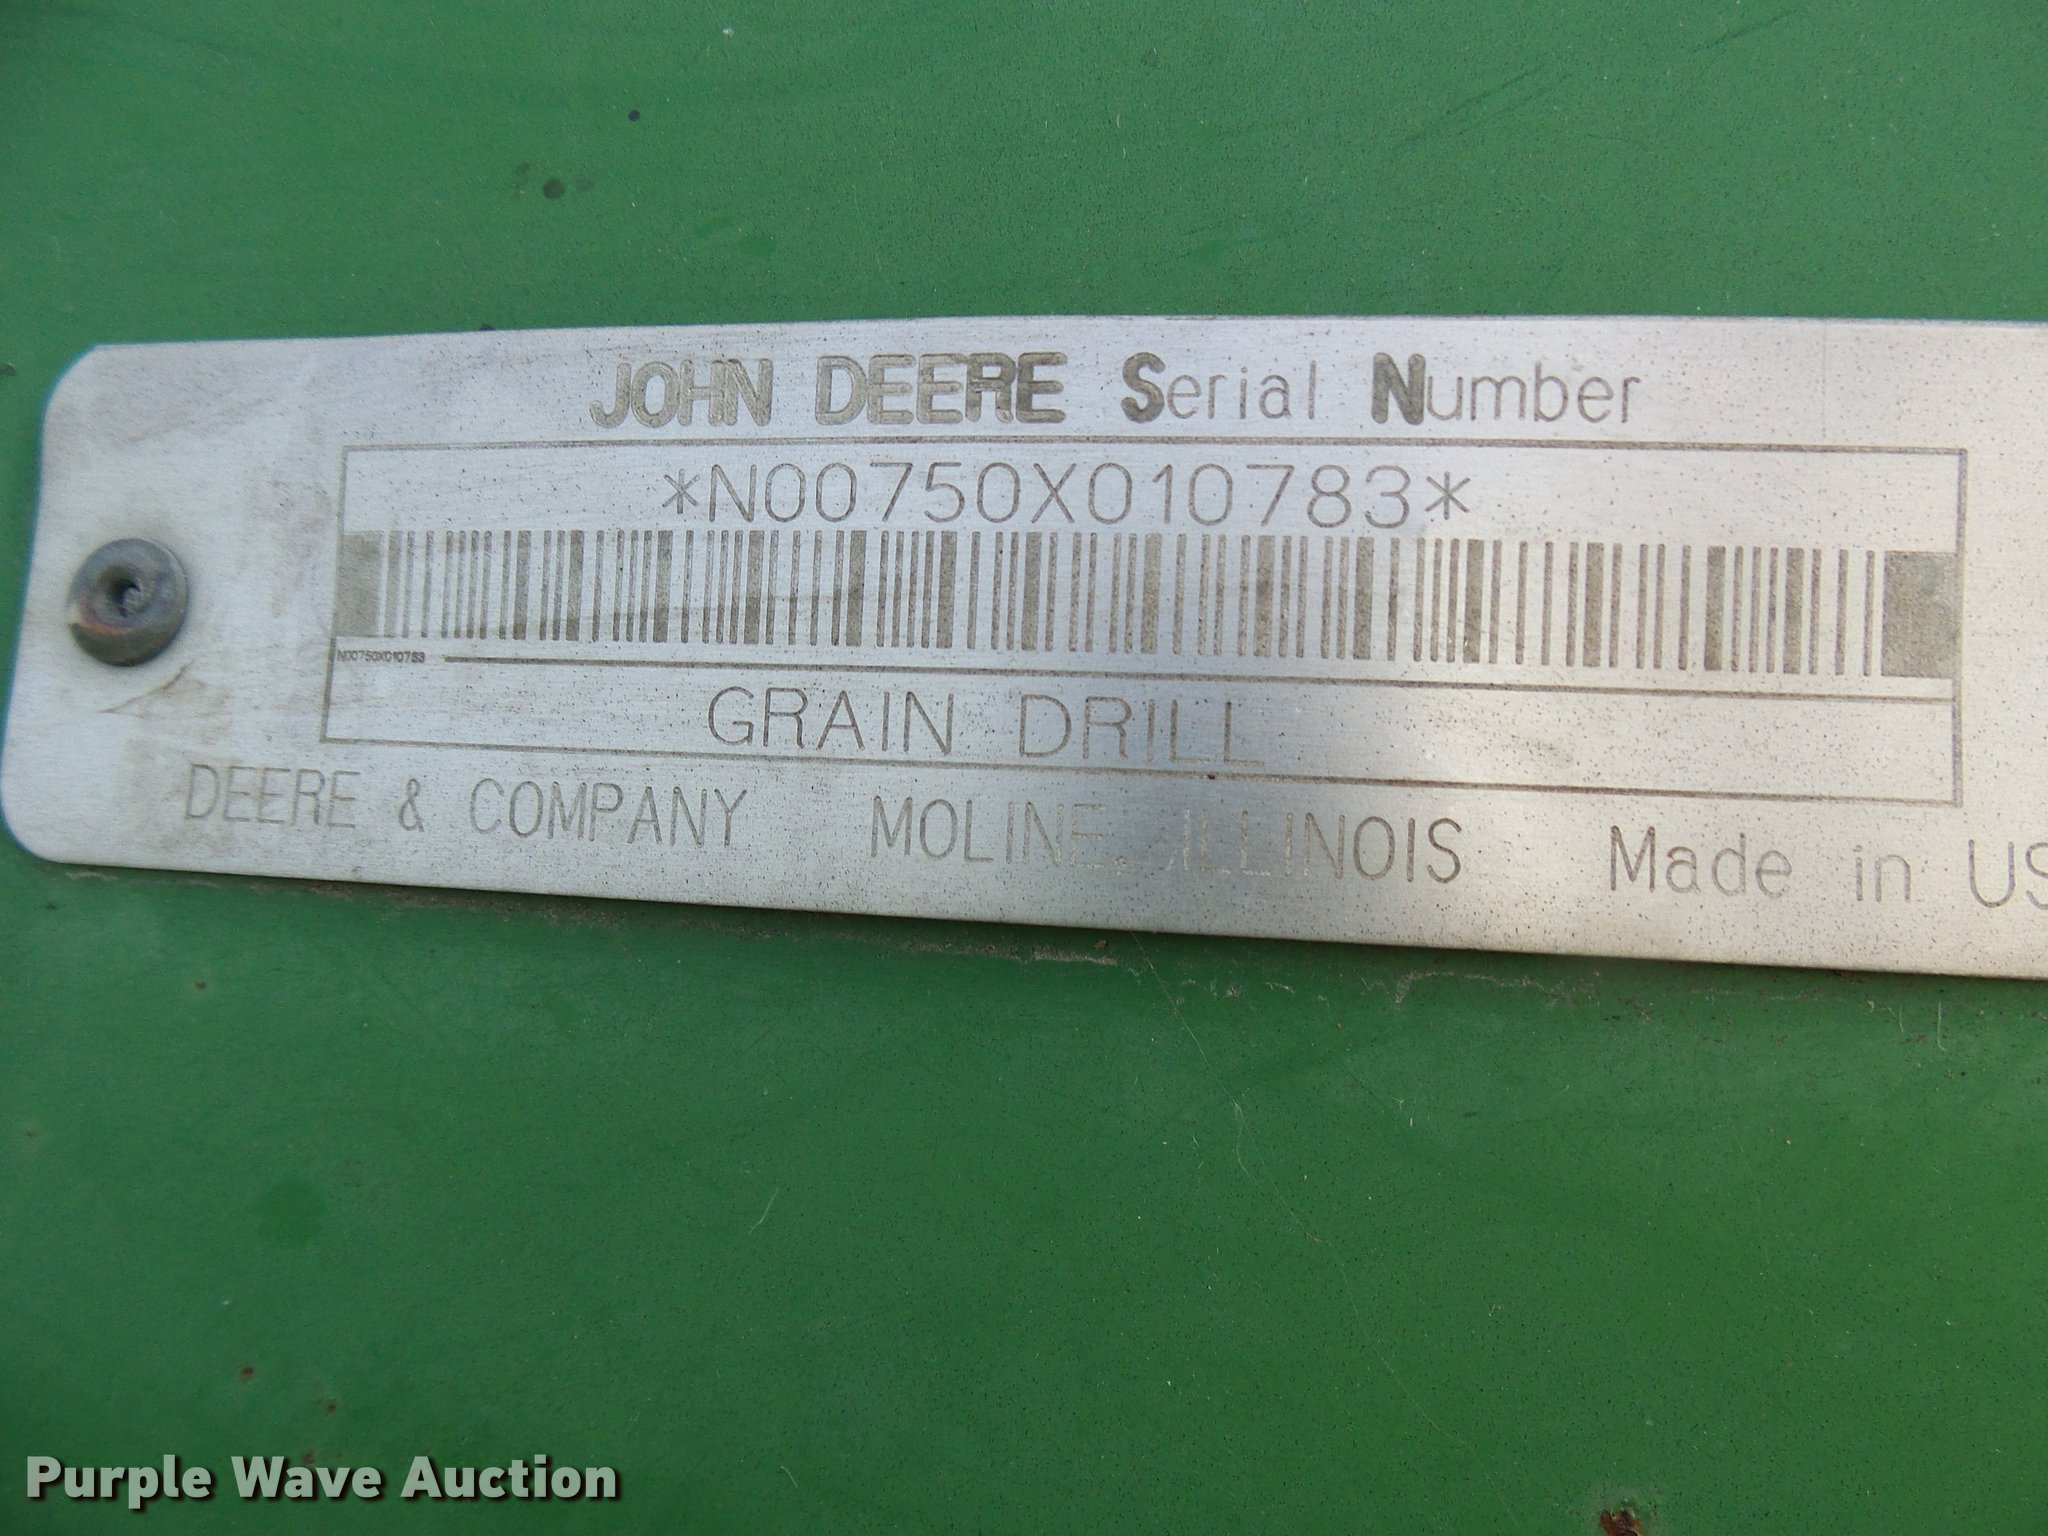 JOHN DEERE Serial Number
*N00750X010783*
N00750X010783
GRAIN DRILL
DEERE & COMPANY MOLINE, ILLINOIS Made in US
Purple Wave Auction